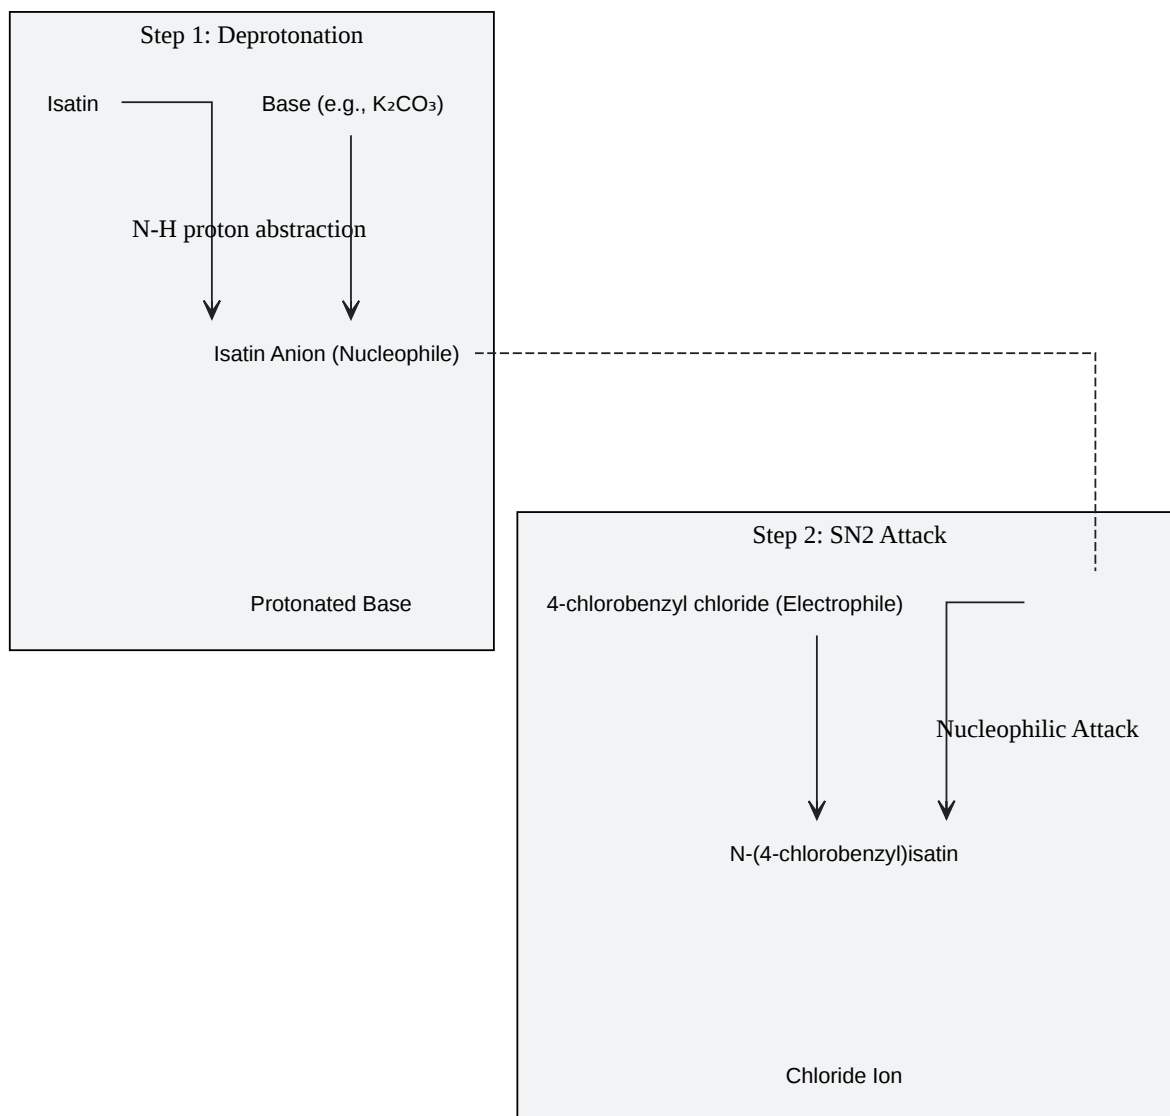 Step 1: Deprotonation
Isatin
Base (e.g., K₂CO₃)
N-H proton abstraction
Isatin Anion (Nucleophile)
Protonated Base
Step 2: SN2 Attack
4-chlorobenzyl chloride (Electrophile)
Nucleophilic Attack
N-(4-chlorobenzyl)isatin
Chloride Ion